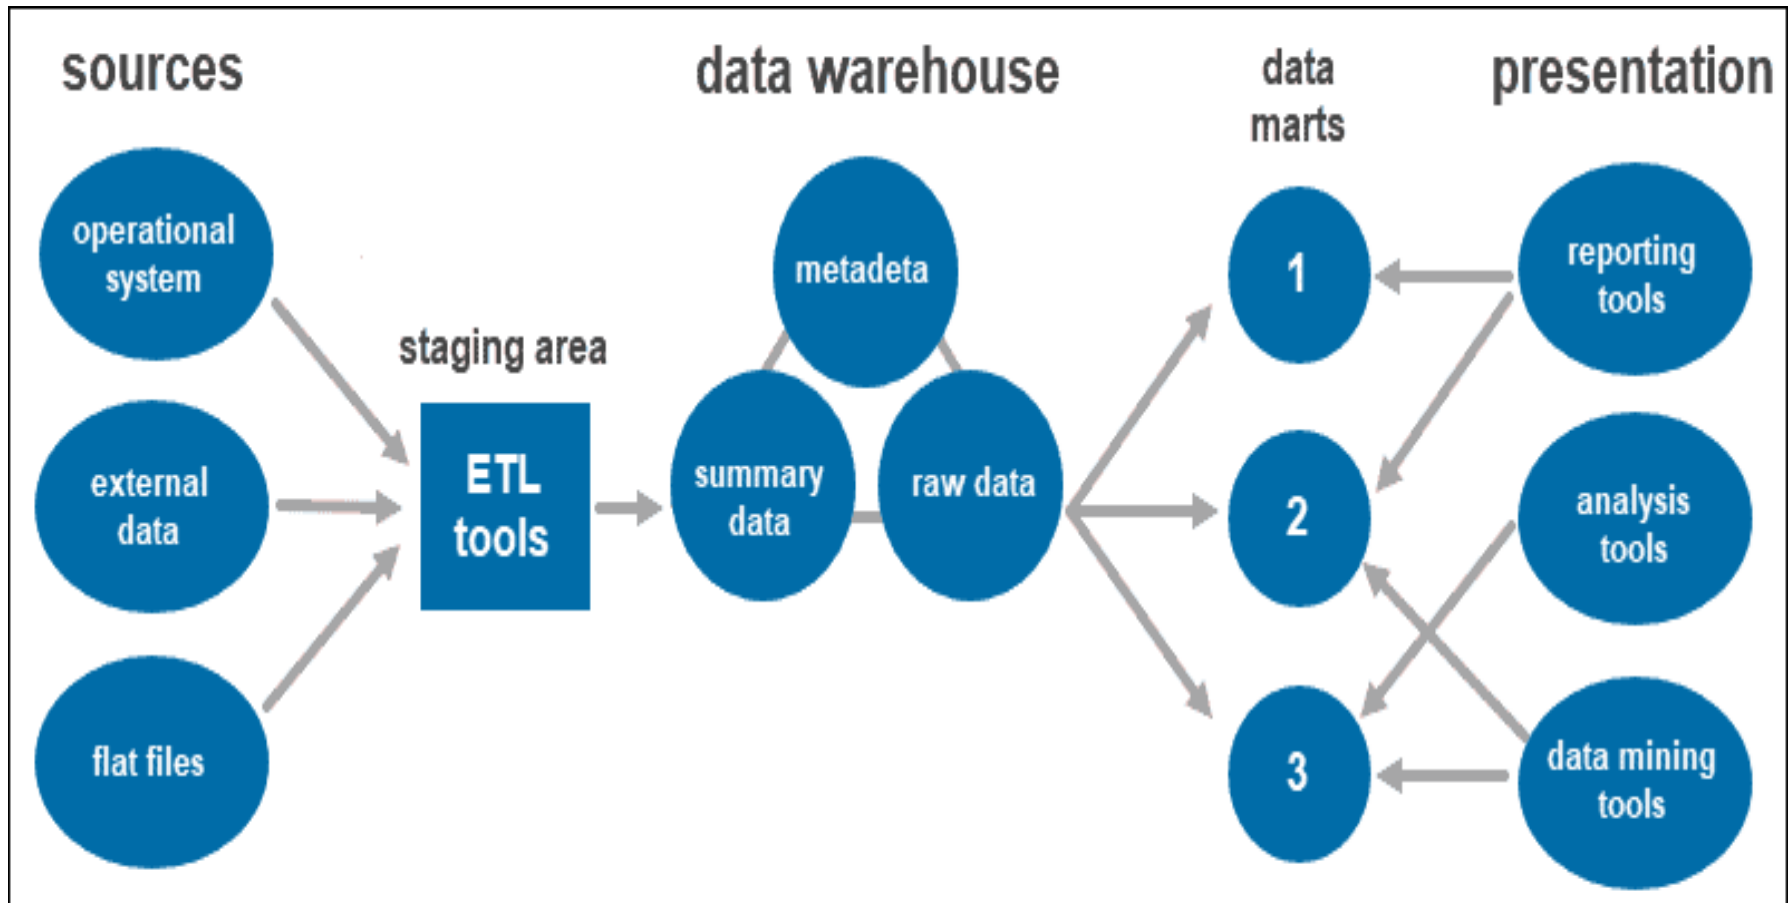 sources
operational
system
external
data
flat files
staging area
ETL
tools
data warehouse
metadeta
summary
data
raw data
data
marts
1
2
3
presentation
reporting
tools
analysis
tools
data mining
tools